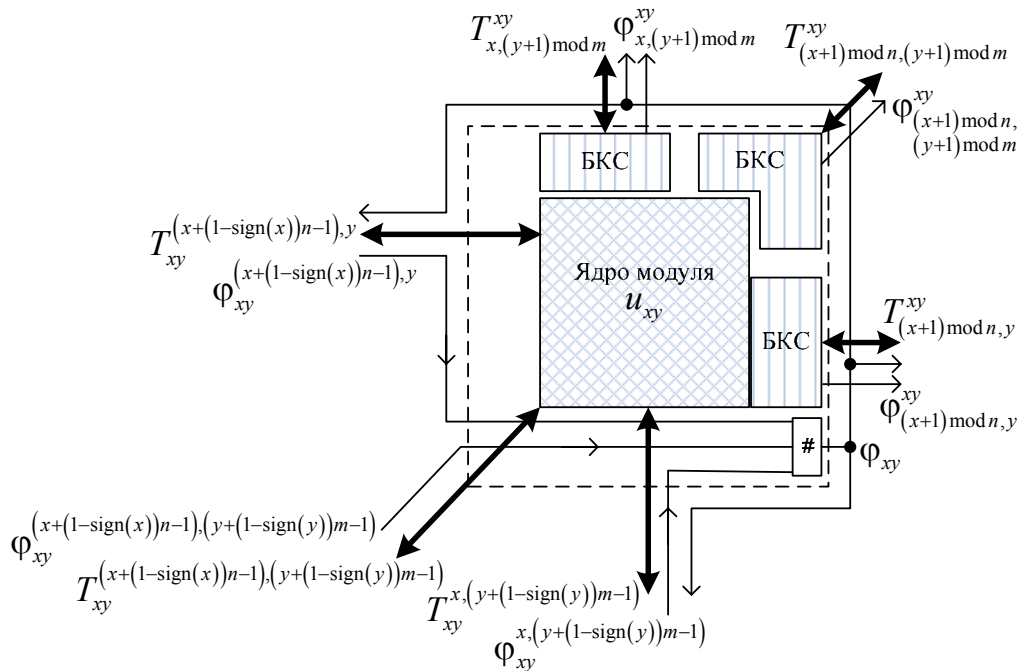 T^{xy}_{x,(y+1) mod m}
φ^{xy}_{x,(y+1) mod m}
T^{xy}_{(x+1) mod n,(y+1) mod m}
φ^{xy}_{(x+1) mod n, (y+1) mod m}
БКС
БКС
T_{xy}^{(x+(1−sign(x))n−1),y}
φ_{xy}^{(x+(1−sign(x))n−1),y}
Ядро модуля
u_{xy}
БКС
T^{xy}_{(x+1) mod n,y}
φ^{xy}_{(x+1) mod n,y}
#
φ_{xy}
φ_{xy}^{(x+(1−sign(x))n−1),(y+(1−sign(y))m−1)}
T_{xy}^{(x+(1−sign(x))n−1),(y+(1−sign(y))m−1)}
T_{xy}^{x,(y+(1−sign(y))m−1)}
φ_{xy}^{x,(y+(1−sign(y))m−1)}